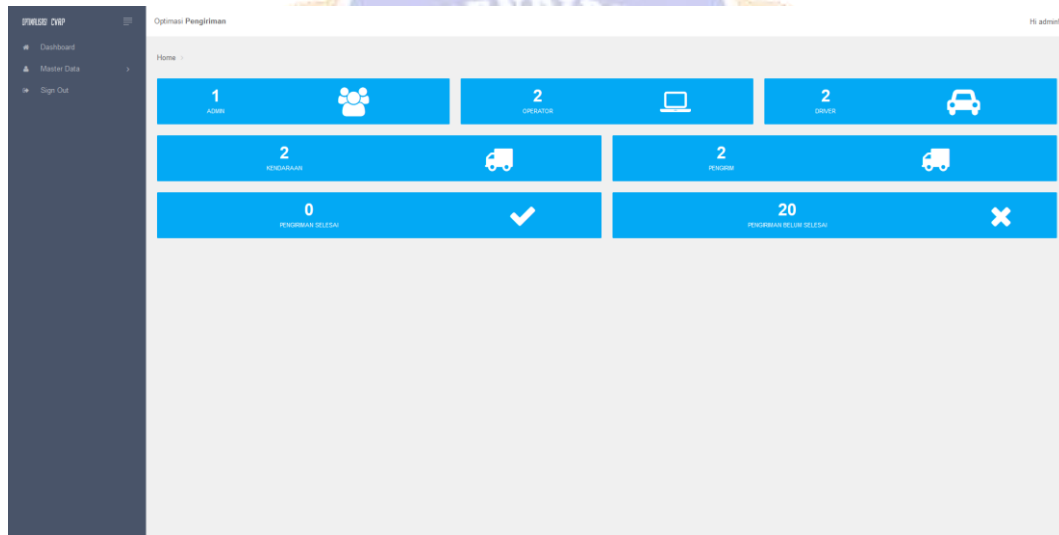 CVRP
Optimasi Pengiriman
Hi admin!
Dashboard
Master Data
Sign Out
Home
1
ADMIN
2
OPERATOR
2
DRIVER
2
KENDARAAN
2
PENGIRIM
0
PENGIRIMAN SELESAI
20
PENGIRIMAN BELUM SELESAI